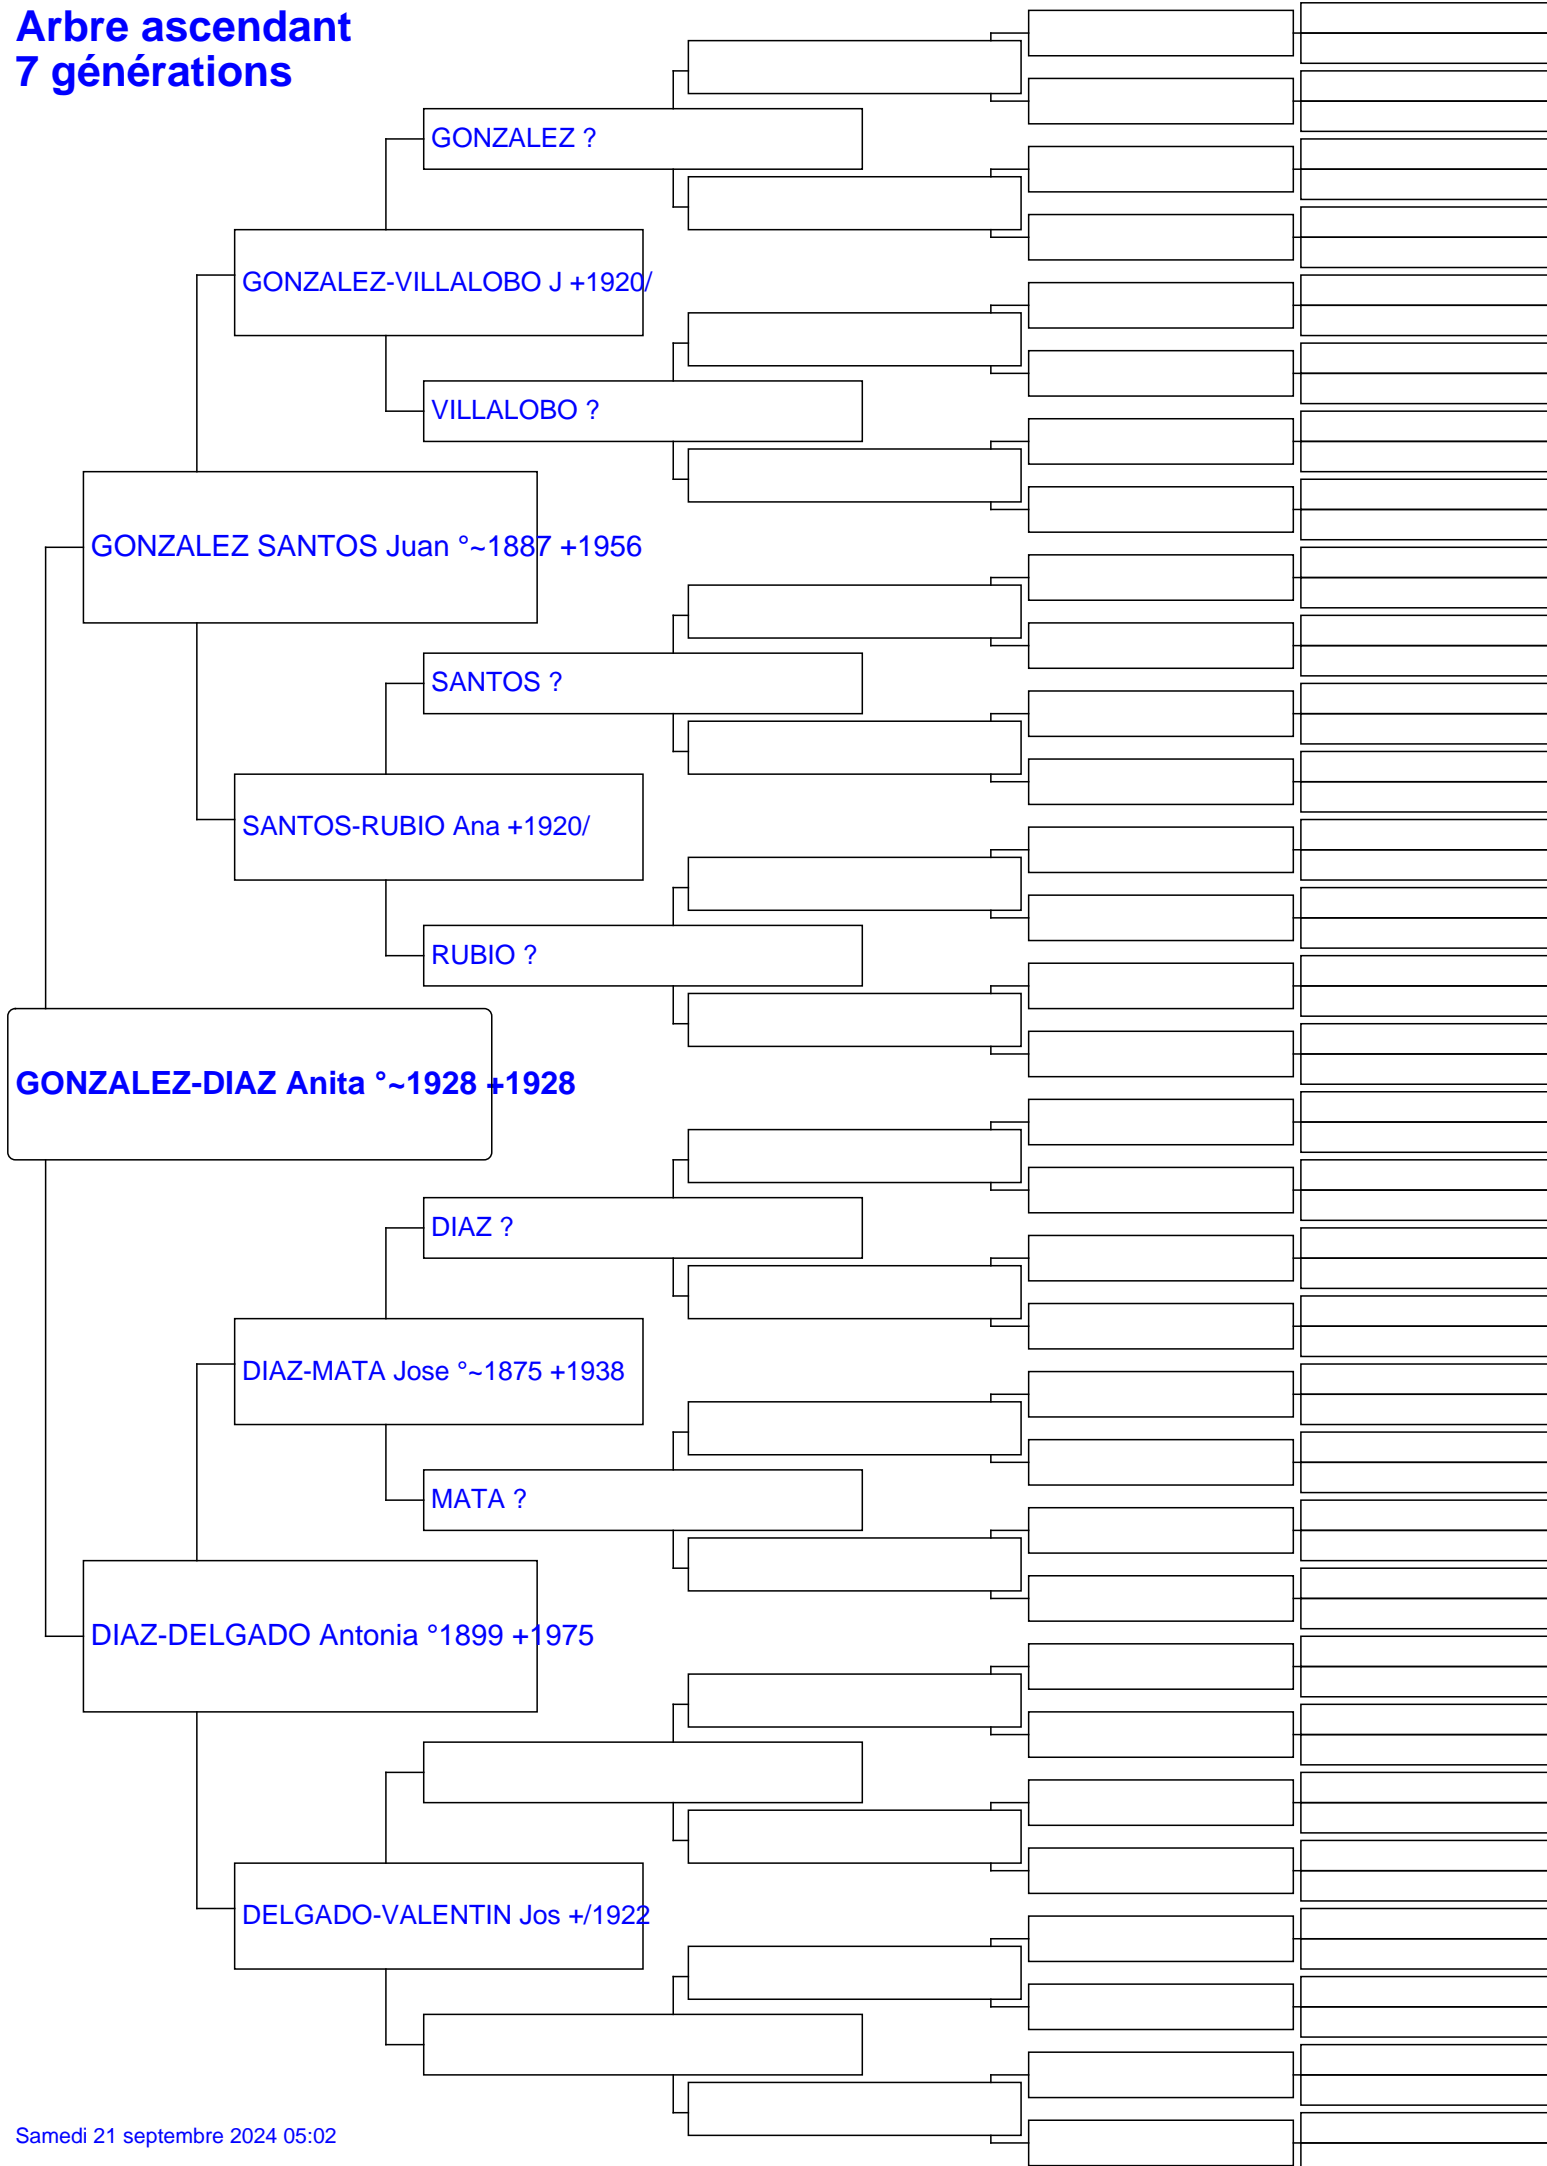 Arbre ascendant
7 générations
GONZALEZ ?
GONZALEZ-VILLALOBO J +1920/
VILLALOBO ?
GONZALEZ SANTOS Juan °~1887 +1956
SANTOS ?
SANTOS-RUBIO Ana +1920/
RUBIO ?
GONZALEZ-DIAZ Anita °~1928 +1928
DIAZ ?
DIAZ-MATA Jose °~1875 +1938
MATA ?
DIAZ-DELGADO Antonia °1899 +1975
DELGADO-VALENTIN Jos +/1922
Samedi 21 septembre 2024 05:02